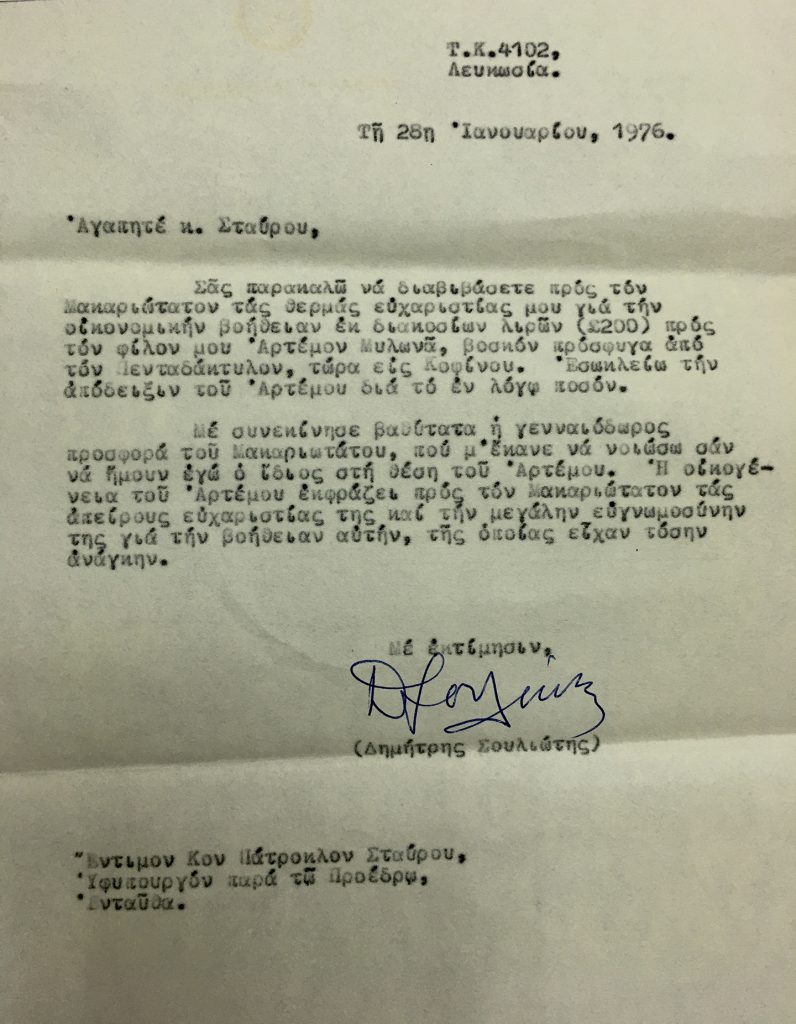 Τ.Κ.4102,
Λευκωσία.
Τῇ 28η Ἰανουαρίου, 1976.
Ἀγαπητέ κ. Σταύρου,
Σᾶς παρακαλῶ νά διαβιβάσετε πρός τόν
Μακαριώτατον τάς θερμάς εὐχαριστίας μου γιά τήν
οἰκονομικήν βοήθειαν ἐκ διακοσίων λιρῶν (£200) πρός
τόν φίλον μου Ἀρτέμον Μυλωνᾶ, βοσκόν πρόσφυγα ἀπό
τόν Πενταδάκτυλον, τώρα εἰς Κοφίνου. Ἐσωκλείω τήν
ἀπόδειξιν τοῦ Ἀρτέμου διά τό ἐν λόγῳ ποσόν.
Μέ συνεκίνησε βαθύτατα ἡ γενναιόδωρος
προσφορά τοῦ Μακαριωτάτου, πού μ'ἔκανε νά νοιώσω σάν
νά ἤμουν ἐγώ ὁ ἴδιος στή θέση τοῦ Ἀρτέμου. Ἡ οἰκογέ-
νεια τοῦ Ἀρτέμου ἐκφράζει πρός τόν Μακαριώτατον τάς
ἀπείρους εὐχαριστίας της καί τήν μεγάλην εὐγνωμοσύνην
της γιά τήν βοήθειαν αὐτήν, τῆς ὁποίας εἶχαν τόσην
ἀνάγκην.
Μέ ἐκτίμησιν,
(Δημήτρης Σουλιώτης)
Ἔντιμον Κον Πάτροκλον Σταύρου,
Ὑφυπουργόν παρά τῷ Προέδρῳ,
Ἐνταῦθα.